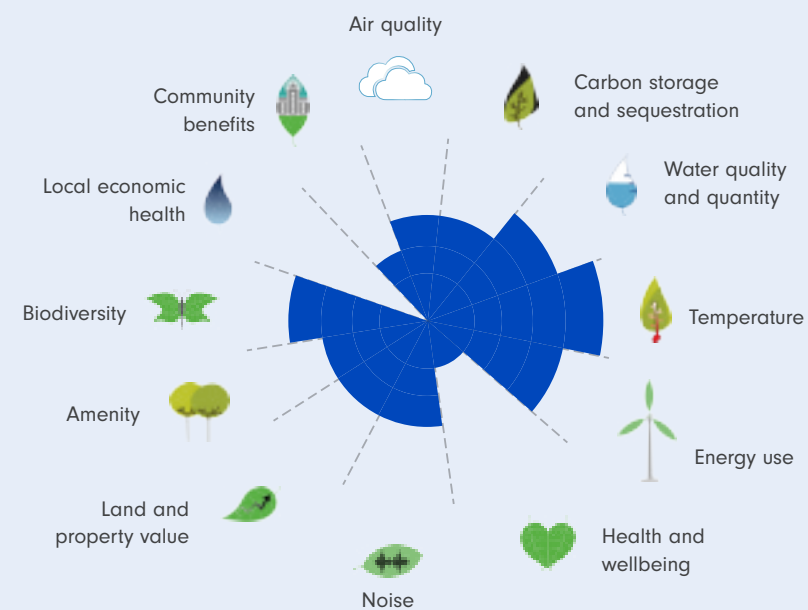 Air quality
Carbon storage
and sequestration
Water quality
and quantity
Temperature
Energy use
Health and
wellbeing
Noise
Land and
property value
Amenity
Biodiversity
Local economic
health
Community
benefits